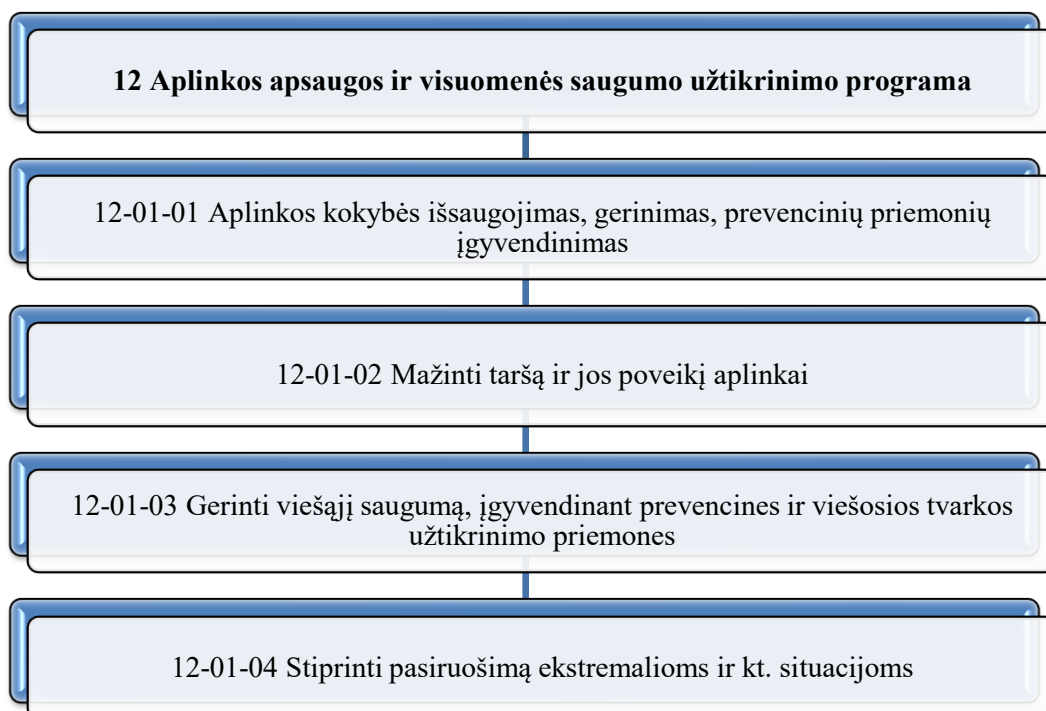 12 Aplinkos apsaugos ir visuomenės saugumo užtikrinimo programa
12-01-01 Aplinkos kokybės išsaugojimas, gerinimas, prevencinių priemonių
įgyvendinimas
12-01-02 Mažinti taršą ir jos poveikį aplinkai
12-01-03 Gerinti viešąjį saugumą, įgyvendinant prevencines ir viešosios tvarkos
užtikrinimo priemones
12-01-04 Stiprinti pasiruošimą ekstremalioms ir kt. situacijoms